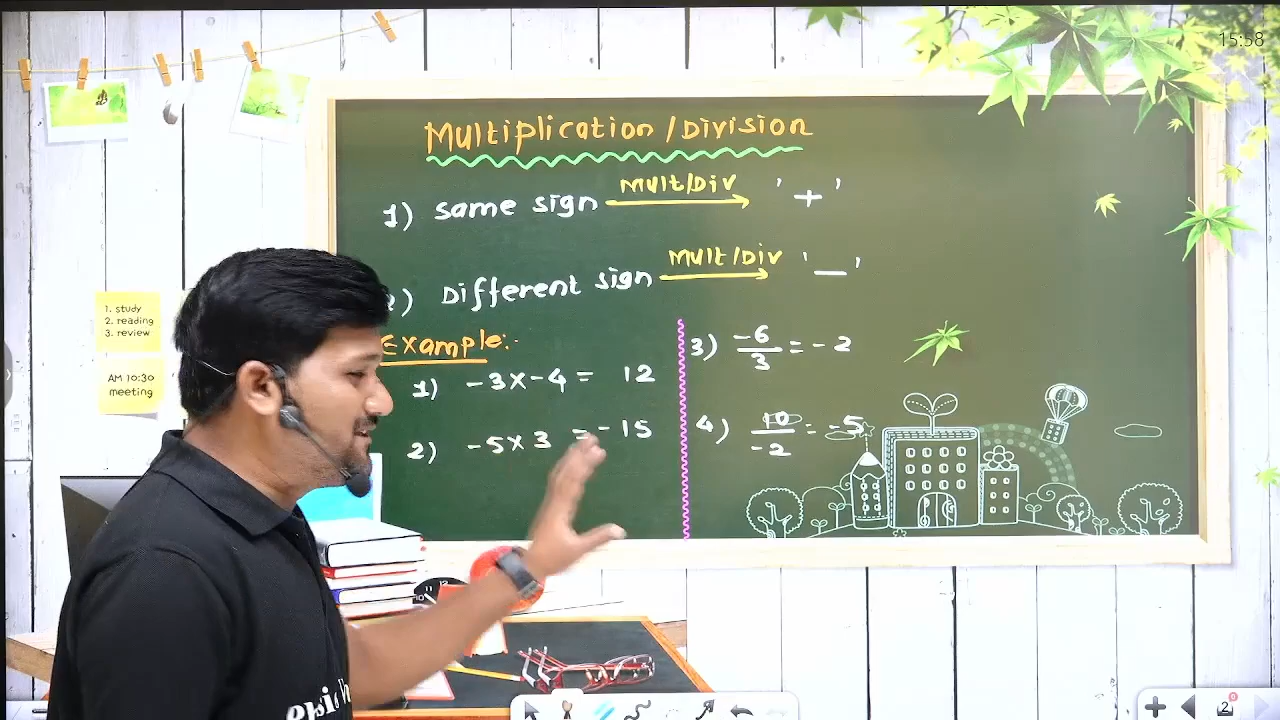 15:58
Multiplication/Division
1) same sign Mult/Div '+'
2) Different sign Mult/Div '-'
Example:-
1) -3×-4= 12
2) -5×3 =-15
3) -6/3 = -2
4) 10/-2 = -5
1. study
2. reading
3. review
AM 10:30
meeting
2